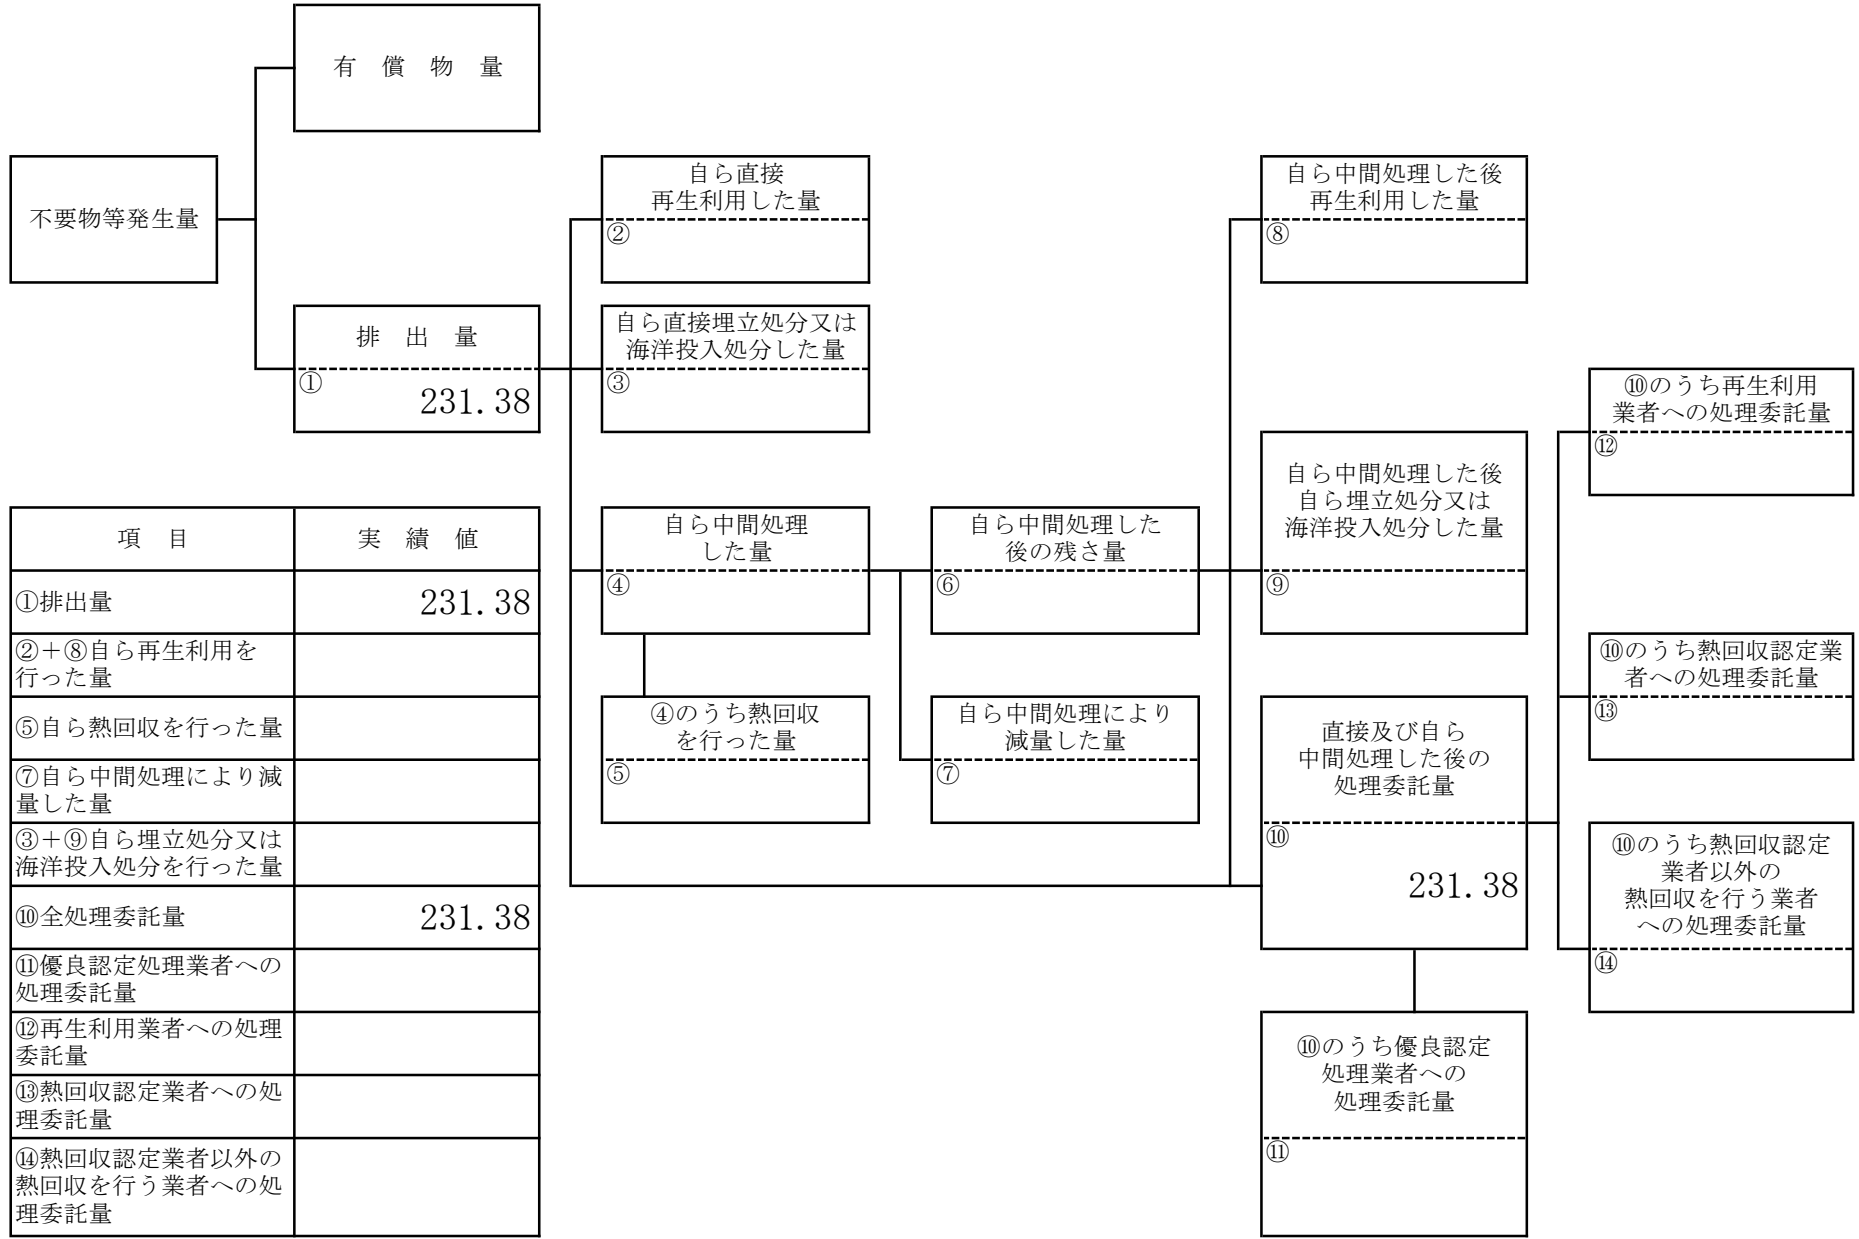 有 償 物 量
不要物等発生量
自ら直接
再生利用した量
②
自ら中間処理した後
再生利用した量
⑧
排 出 量
①
231.38
自ら直接埋立処分又は
海洋投入処分した量
③
⑩のうち再生利用
業者への処理委託量
⑫
自ら中間処理した後
自ら埋立処分又は
海洋投入処分した量
⑨
自ら中間処理
した量
④
自ら中間処理した
後の残さ量
⑥
④のうち熱回収
を行った量
⑤
自ら中間処理により
減量した量
⑦
⑩のうち熱回収認定業
者への処理委託量
⑬
直接及び自ら
中間処理した後の
処理委託量
⑩
231.38
⑩のうち熱回収認定
業者以外の
熱回収を行う業者
への処理委託量
⑭
⑩のうち優良認定
処理業者への
処理委託量
⑪
項 目 実 績 値
①排出量 231.38
②+⑧自ら再生利用を
行った量
⑤自ら熱回収を行った量
⑦自ら中間処理により減
量した量
③+⑨自ら埋立処分又は
海洋投入処分を行った量
⑩全処理委託量 231.38
⑪優良認定処理業者への
処理委託量
⑫再生利用業者への処理
委託量
⑬熱回収認定業者への処
理委託量
⑭熱回収認定業者以外の
熱回収を行う業者への処
理委託量